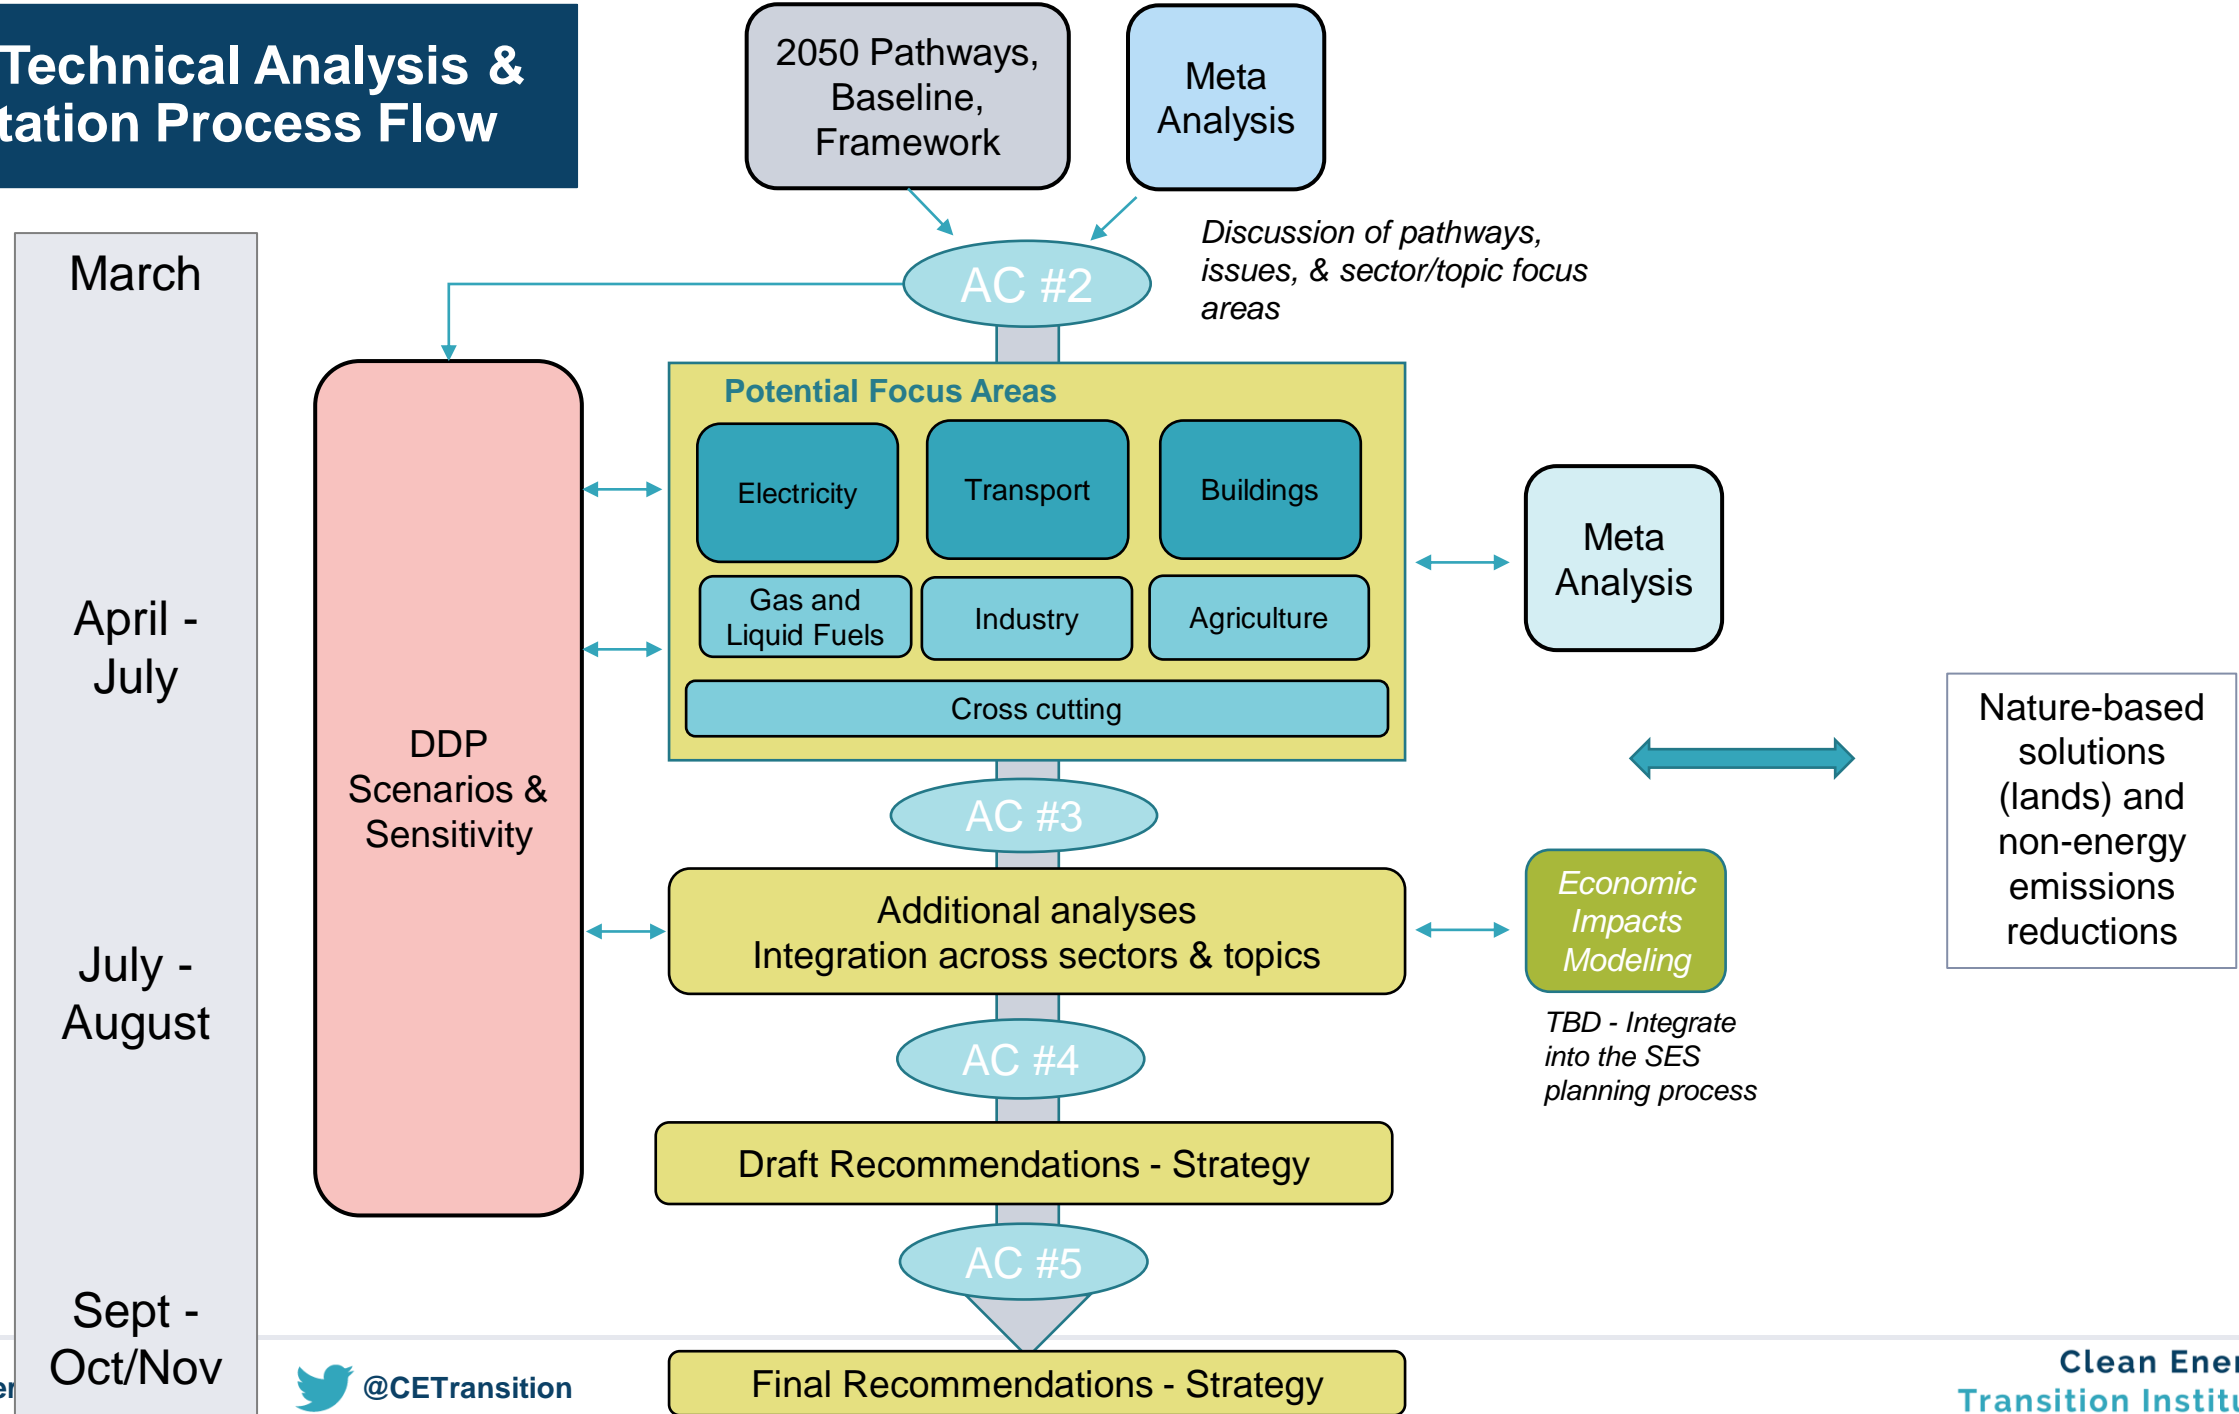 Technical Analysis &
tation Process Flow
2050 Pathways,
Baseline,
Framework
Meta
Analysis
Discussion of pathways,
issues, & sector/topic focus
areas
March
AC #2
Potential Focus Areas
Electricity
Transport
Buildings
Gas and
Liquid Fuels
Industry
Agriculture
Cross cutting
Meta
Analysis
April -
July
DDP
Scenarios &
Sensitivity
Nature-based
solutions
(lands) and
non-energy
emissions
reductions
AC #3
Additional analyses
Integration across sectors & topics
Economic
Impacts
Modeling
TBD - Integrate
into the SES
planning process
July -
August
AC #4
Draft Recommendations - Strategy
AC #5
Sept -
Oct/Nov
Final Recommendations - Strategy
@CETransition
Clean Ener
Transition Institu